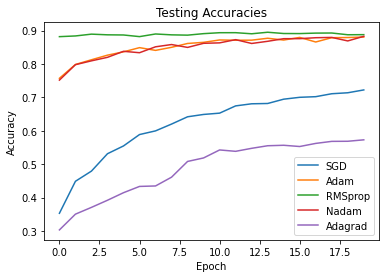 Testing Accuracies
Accuracy
0.9
0.8
0.7
0.6
0.5
0.4
0.3
SGD
Adam
RMSprop
Nadam
Adagrad
0.0 2.5 5.0 7.5 10.0 12.5 15.0 17.5
Epoch